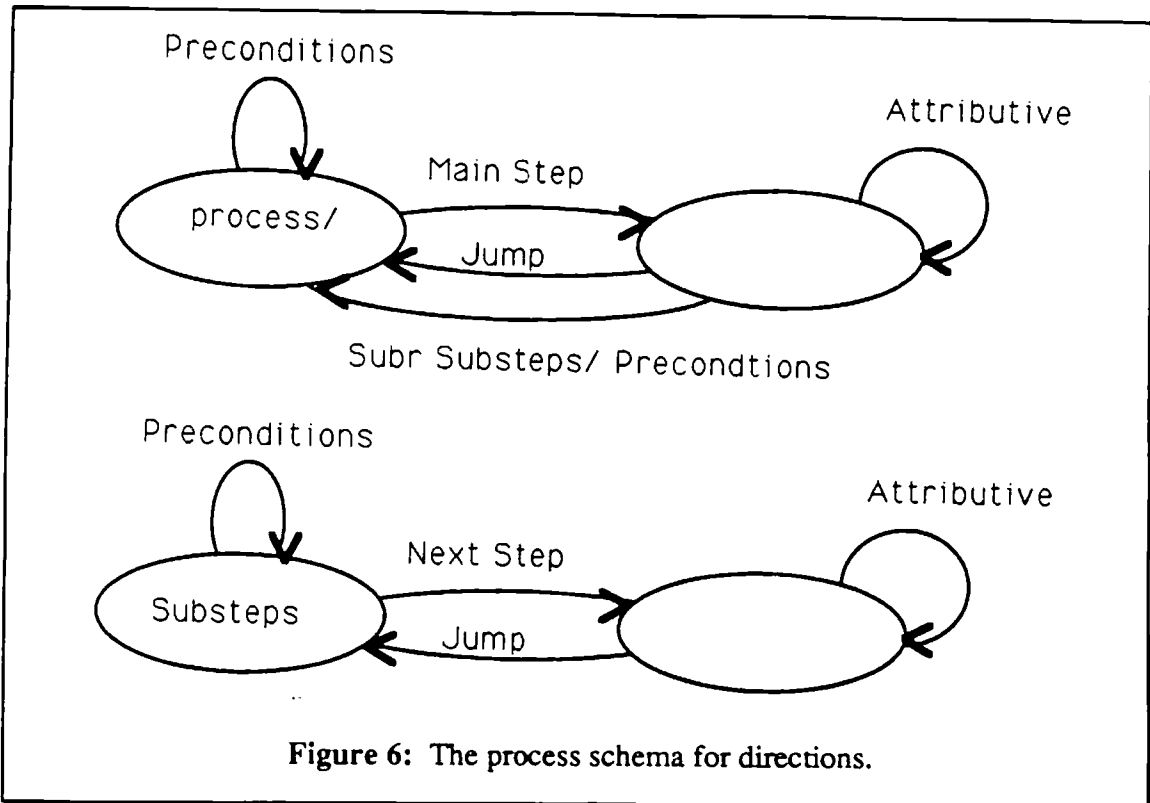 Preconditions
Attributive
Main Step
process/
Jump
Subr Substeps/ Precondtions
Preconditions
Attributive
Next Step
Substeps
Jump
Figure 6: The process schema for directions.